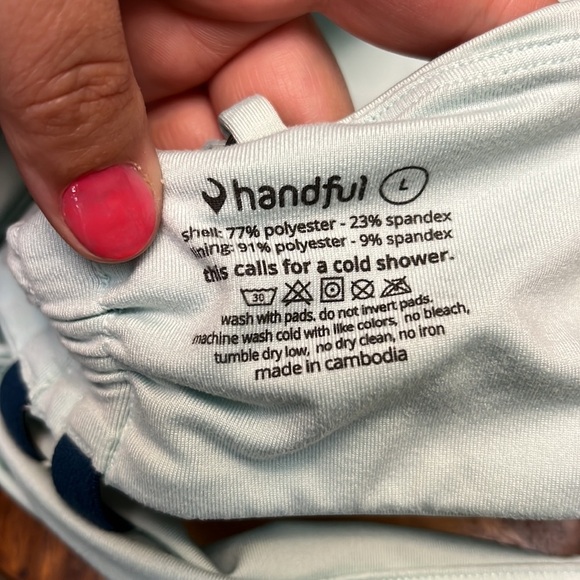 handful L
shell: 77% polyester - 23% spandex
lining: 91% polyester - 9% spandex
this calls for a cold shower.
30
wash with pads. do not invert pads.
machine wash cold with like colors, no bleach,
tumble dry low, no dry clean, no iron
made in cambodia